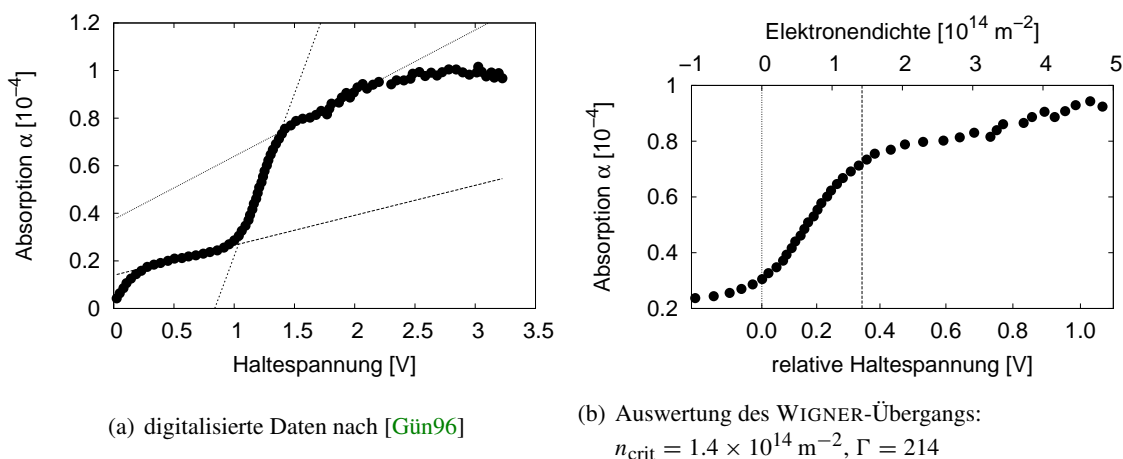 1.2
1
0.8
0.6
0.4
0.2
0
Absorption α [10⁻⁴]
0 0.5 1 1.5 2 2.5 3 3.5
Haltespannung [V]
(a) digitalisierte Daten nach [Gün96]
Elektronendichte [10¹⁴ m⁻²]
−1 0 1 2 3 4 5
1
0.8
0.6
0.4
0.2
Absorption α [10⁻⁴]
0.0 0.2 0.4 0.6 0.8 1.0
relative Haltespannung [V]
(b) Auswertung des WIGNER-Übergangs:
n_crit = 1.4 × 10¹⁴ m⁻², Γ = 214